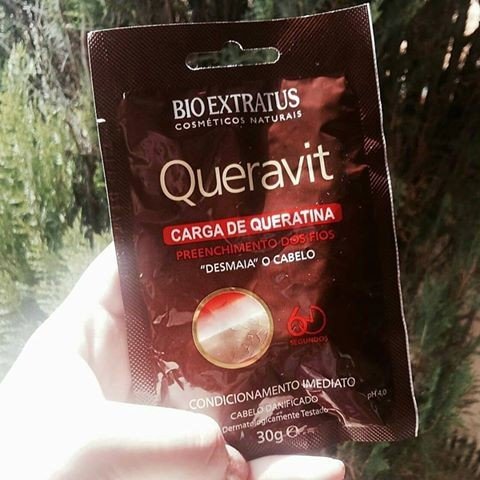 BIO EXTRATUS
COSMÉTICOS NATURAIS
Queravit
CARGA DE QUERATINA
PREENCHIMENTO DOS FIOS
"DESMAIA" O CABELO
60
SEGUNDOS
CONDICIONAMENTO IMEDIATO
CABELO DANIFICADO
pH 4,0
Dermatologicamente Testado
30g e